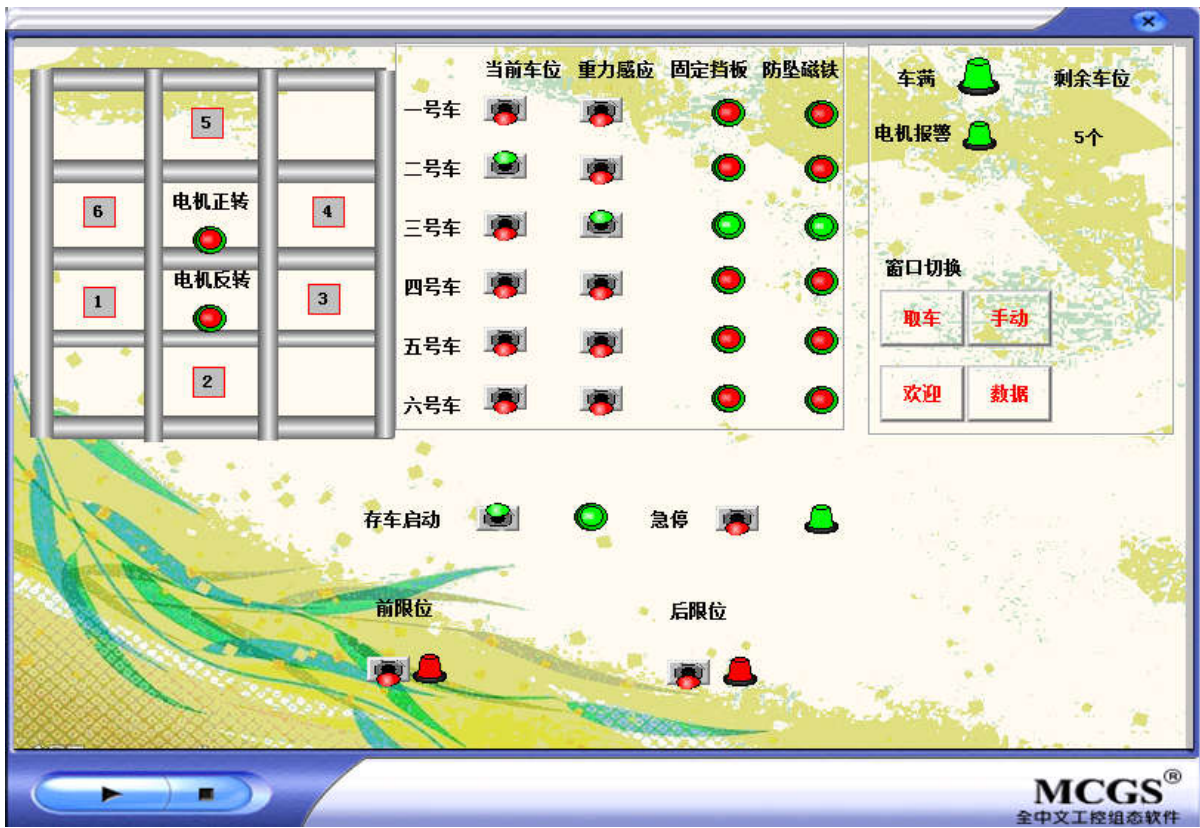 当前车位 重力感应 固定挡板 防坠磁铁
一号车
二号车
三号车
四号车
五号车
六号车
5
6
电机正转
4
1
电机反转
3
2
车满
剩余车位
电机报警
5个
窗口切换
取车
手动
欢迎
数据
存车启动
急停
前限位
后限位
MCGS®
全中文工控组态软件